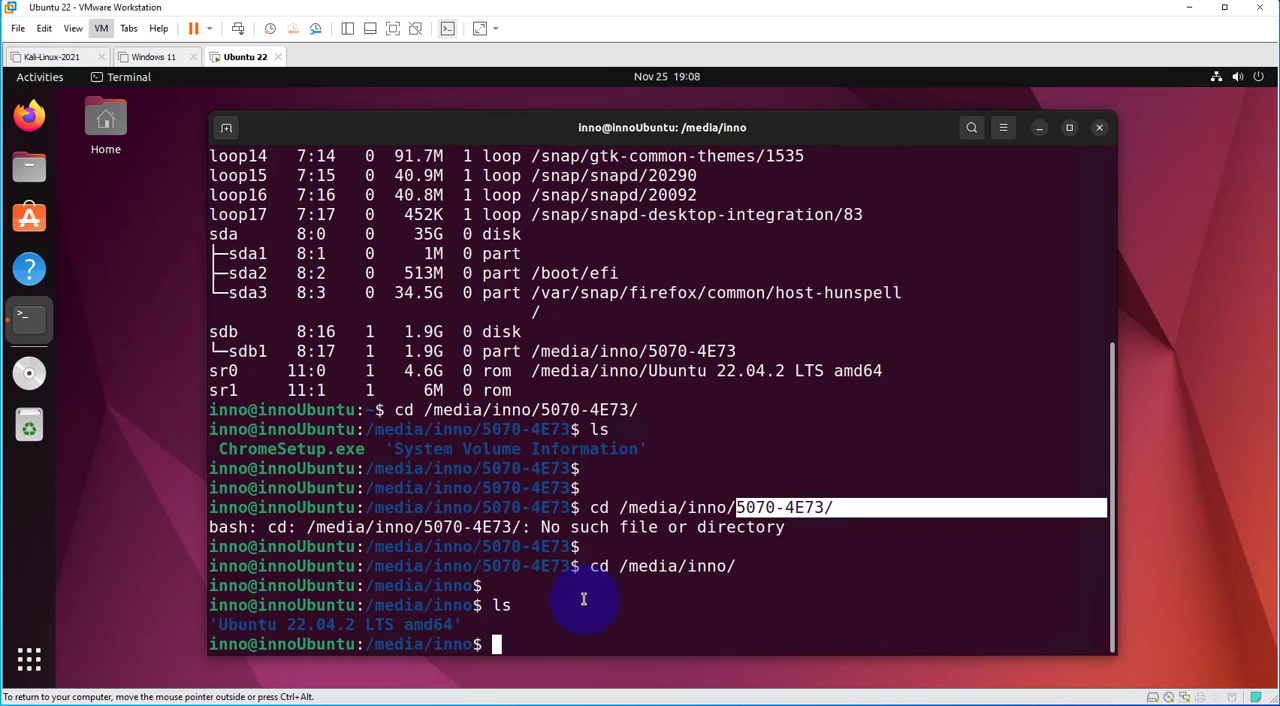 Ubuntu 22 - VMware Workstation
File Edit View VM Tabs Help
Kali-Linux-2021 Windows 11 Ubuntu 22
Activities Terminal Nov 25 19:08
Home
inno@innoUbuntu: /media/inno
loop14 7:14 0 91.7M 1 loop /snap/gtk-common-themes/1535
loop15 7:15 0 40.9M 1 loop /snap/snapd/20290
loop16 7:16 0 40.8M 1 loop /snap/snapd/20092
loop17 7:17 0 452K 1 loop /snap/snapd-desktop-integration/83
sda 8:0 0 35G 0 disk
├─sda1 8:1 0 1M 0 part
├─sda2 8:2 0 513M 0 part /boot/efi
└─sda3 8:3 0 34.5G 0 part /var/snap/firefox/common/host-hunspell
/
sdb 8:16 1 1.9G 0 disk
└─sdb1 8:17 1 1.9G 0 part /media/inno/5070-4E73
sr0 11:0 1 4.6G 0 rom /media/inno/Ubuntu 22.04.2 LTS amd64
sr1 11:1 1 6M 0 rom
inno@innoUbuntu:~$ cd /media/inno/5070-4E73/
inno@innoUbuntu:/media/inno/5070-4E73$ ls
ChromeSetup.exe 'System Volume Information'
inno@innoUbuntu:/media/inno/5070-4E73$
inno@innoUbuntu:/media/inno/5070-4E73$
inno@innoUbuntu:/media/inno/5070-4E73$ cd /media/inno/5070-4E73/
bash: cd: /media/inno/5070-4E73/: No such file or directory
inno@innoUbuntu:/media/inno/5070-4E73$
inno@innoUbuntu:/media/inno/5070-4E73$ cd /media/inno/
inno@innoUbuntu:/media/inno$
inno@innoUbuntu:/media/inno$ ls
'Ubuntu 22.04.2 LTS amd64'
inno@innoUbuntu:/media/inno$
To return to your computer, move the mouse pointer outside or press Ctrl+Alt.